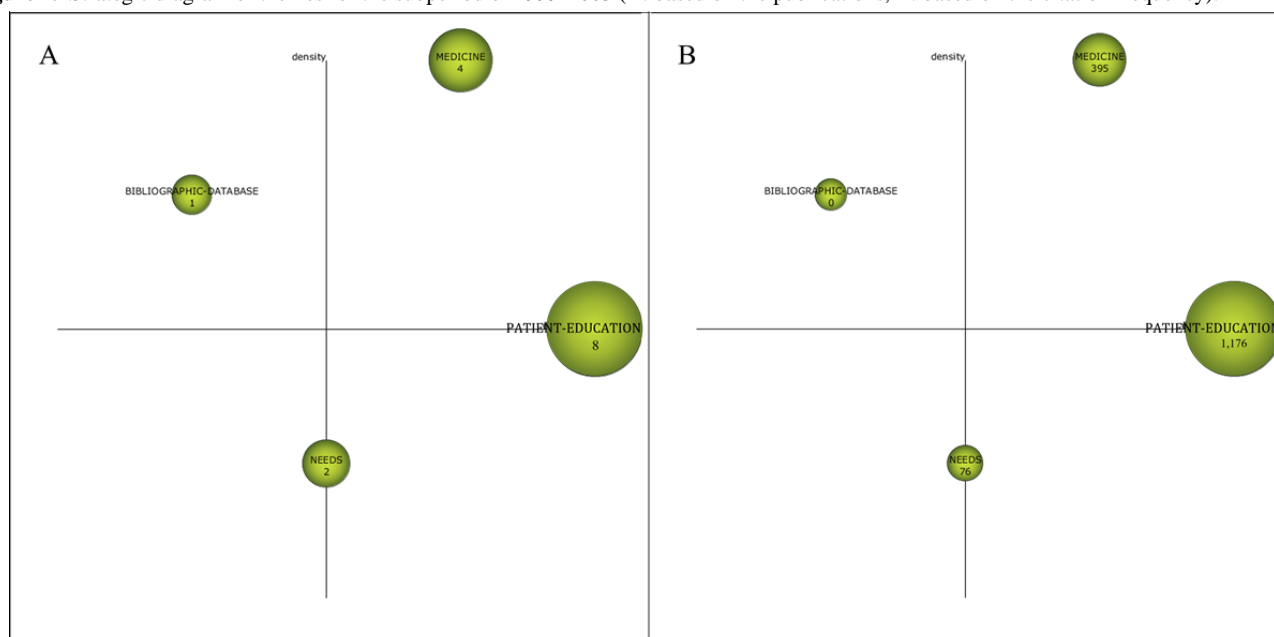 A
density
MEDICINE
4
BIBLIOGRAPHIC-DATABASE
1
PATIENT-EDUCATION
8
NEEDS
2
B
density
MEDICINE
395
BIBLIOGRAPHIC-DATABASE
0
PATIENT-EDUCATION
1,176
NEEDS
76